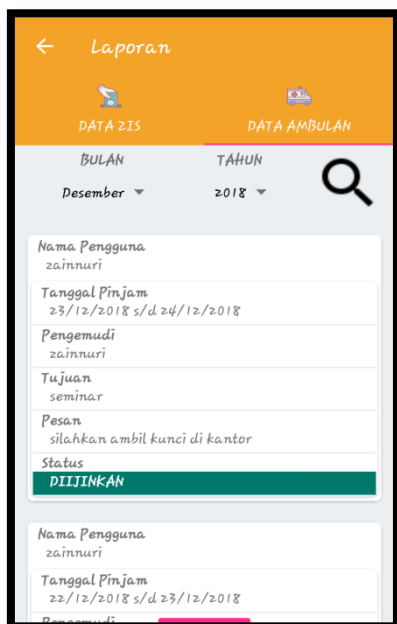 Laporan
DATA ZIS DATA AMBULAN
BULAN TAHUN
Desember 2018
Nama Pengguna
zainnuri
Tanggal Pinjam
23/12/2018 s/d 24/12/2018
Pengemudi
zainnuri
Tujuan
seminar
Pesan
silahkan ambil kunci di kantor
Status
DIIJINKAN
Nama Pengguna
zainnuri
Tanggal Pinjam
22/12/2018 s/d 23/12/2018
Pengemudi